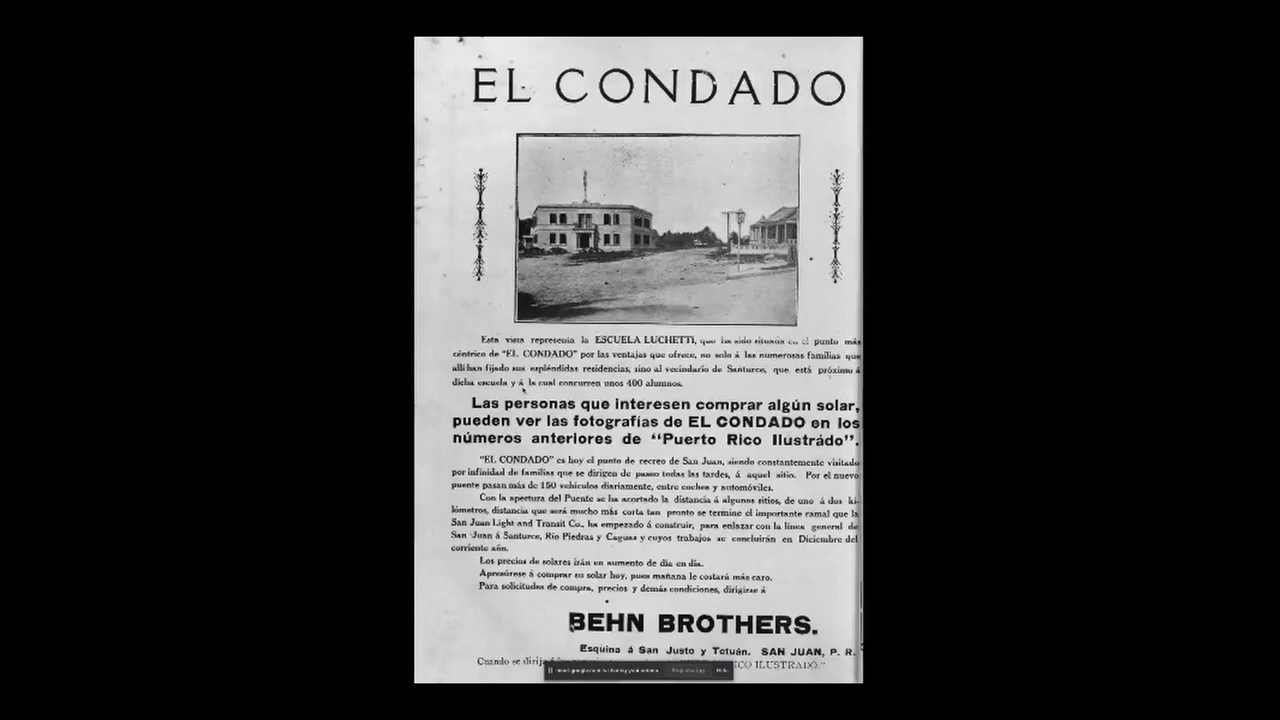 EL CONDADO
Esta vista representa la ESCUELA LUCHETTI, que ha sido situada en el punto más
céntrico de "EL CONDADO" por las ventajas que ofrece, no solo á las numerosas familias que
allí han fijado sus espléndidas residencias, sino al vecindario de Santurce, que está próximo á
dicha escuela y á la cual concurren unos 400 alumnos.
Las personas que interesen comprar algún solar,
pueden ver las fotografías de EL CONDADO en los
números anteriores de "Puerto Rico Ilustrádo".
"EL CONDADO" es hoy el punto de recreo de San Juan, siendo constantemente visitado
por infinidad de familias que se dirigen de paseo todas las tardes, á aquel sitio. Por el nuevo
puente pasan más de 150 vehículos diariamente, entre coches y automóviles.
Con la apertura del Puente se ha acortado la distancia á algunos sitios, de uno á dos ki-
lómetros, distancia que será mucho más corta tan pronto se termine el importante ramal que la
San Juan Light and Transit Co., ha empezado á construir, para enlazar con la línea general de
San Juan á Santurce, Río Piedras y Caguas y cuyos trabajos se concluirán en Diciembre del
corriente año.
Los precios de solares irán en aumento de día en día.
Apresúrese á comprar su solar hoy, pues mañana le costará más caro.
Para solicitudes de compra, precios y demás condiciones, dirigirse á
BEHN BROTHERS.
Esquina á San Justo y Tetuán. SAN JUAN, P. R.
Cuando se dirija
ICO ILUSTRADO."